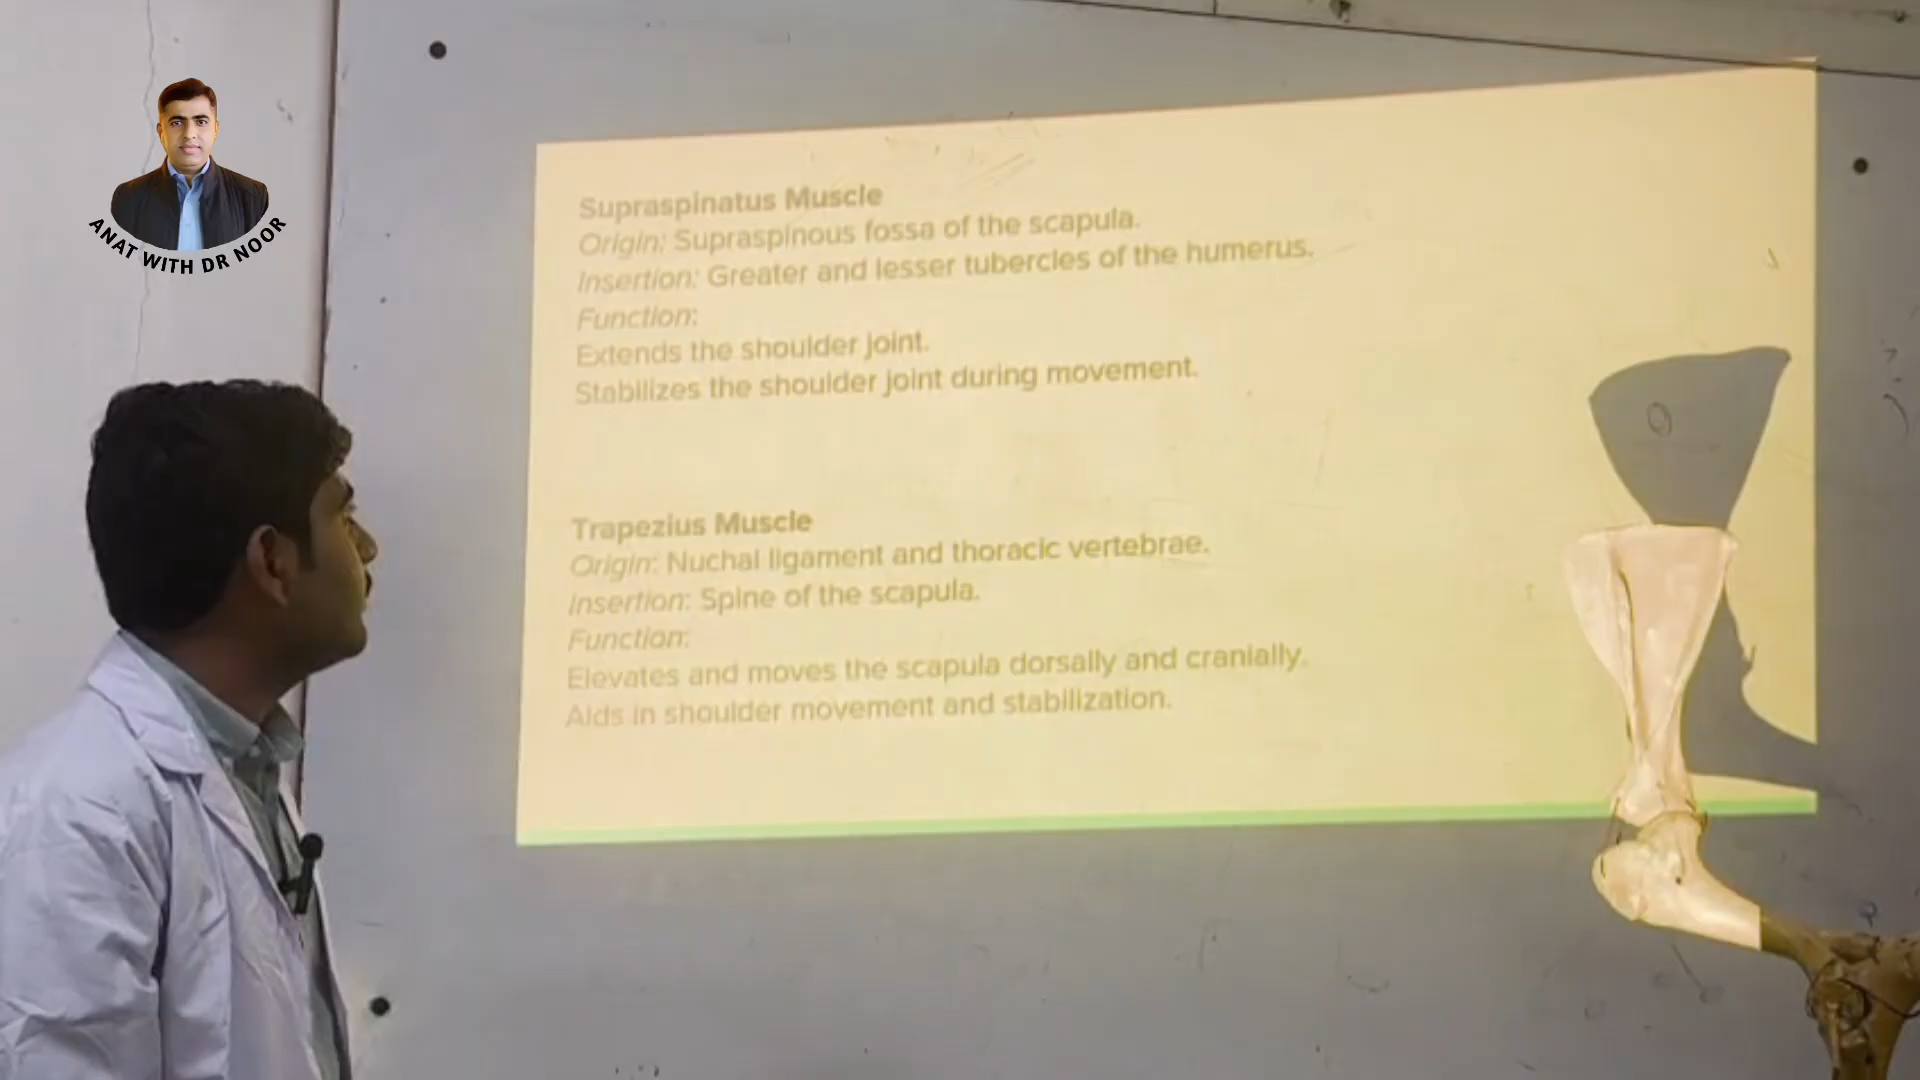 ANAT WITH DR NOOR
Supraspinatus Muscle
Origin: Supraspinous fossa of the scapula.
Insertion: Greater and lesser tubercles of the humerus.
Function:
Extends the shoulder joint.
Stabilizes the shoulder joint during movement.
Trapezius Muscle
Origin: Nuchal ligament and thoracic vertebrae.
Insertion: Spine of the scapula.
Function:
Elevates and moves the scapula dorsally and cranially.
Aids in shoulder movement and stabilization.